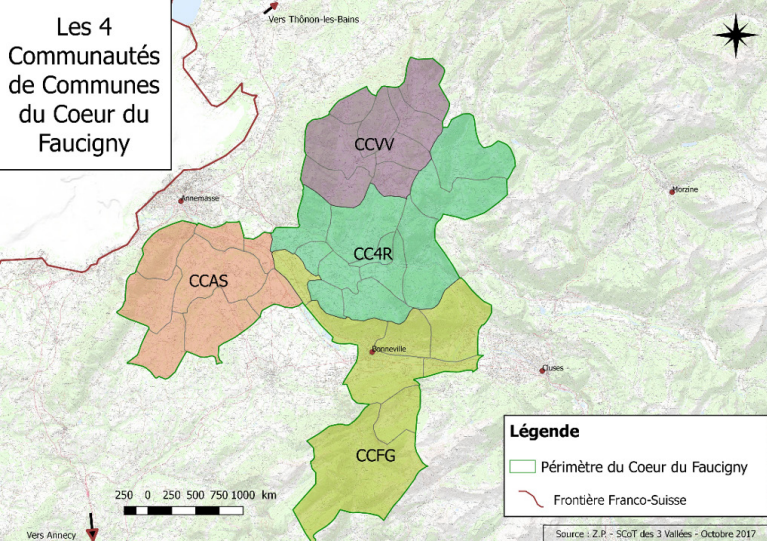 Les 4
Communautés
de Communes
du Coeur du
Faucigny
Vers Thônon-les-Bains
CCVV
Morzine
Annemasse
CC4R
CCAS
Bonneville
Cluses
CCFG
Légende
Périmètre du Coeur du Faucigny
Frontière Franco-Suisse
250 0 250 500 750 1000 km
Vers Annecy
Source : Z.P. - SCoT des 3 Vallées - Octobre 2017